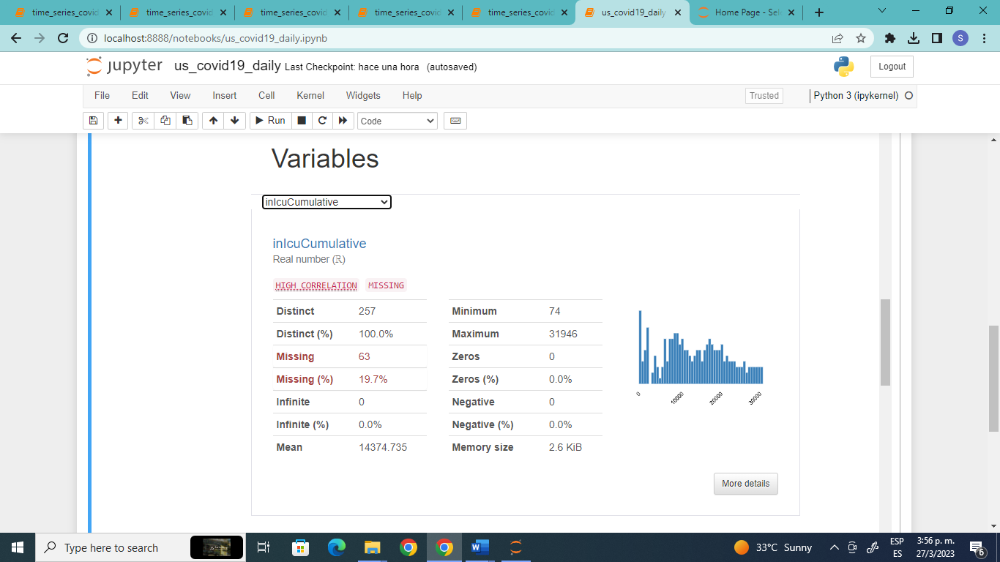 time_series_covid
time_series_covid
time_series_covid
time_series_covid
time_series_covid
us_covid19_daily
Home Page - Sele
localhost:8888/notebooks/us_covid19_daily.ipynb
S
jupyter us_covid19_daily Last Checkpoint: hace una hora (autosaved)
Logout
File Edit View Insert Cell Kernel Widgets Help
Trusted
Python 3 (ipykernel)
Run
Code
Variables
inIcuCumulative
inIcuCumulative
Real number (ℝ)
HIGH CORRELATION MISSING
Distinct 257
Distinct (%) 100.0%
Missing 63
Missing (%) 19.7%
Infinite 0
Infinite (%) 0.0%
Mean 14374.735
Minimum 74
Maximum 31946
Zeros 0
Zeros (%) 0.0%
Negative 0
Negative (%) 0.0%
Memory size 2.6 KiB
0 10000 20000 30000
More details
Type here to search
33°C Sunny
ESP
ES
3:56 p. m.
27/3/2023
6